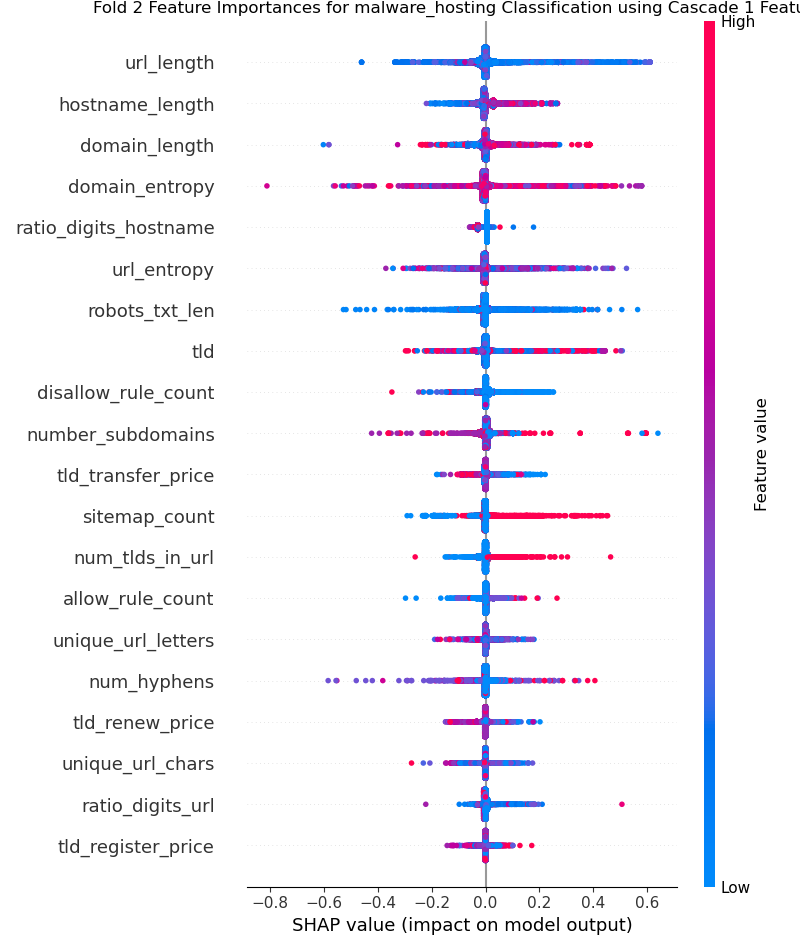 Fold 2 Feature Importances for malware_hosting Classification using Cascade 1 Featu
High
url_length
hostname_length
domain_length
domain_entropy
ratio_digits_hostname
url_entropy
robots_txt_len
tld
disallow_rule_count
number_subdomains
tld_transfer_price
sitemap_count
num_tlds_in_url
allow_rule_count
unique_url_letters
num_hyphens
tld_renew_price
unique_url_chars
ratio_digits_url
tld_register_price
Feature value
Low
−0.8 −0.6 −0.4 −0.2 0.0 0.2 0.4 0.6
SHAP value (impact on model output)